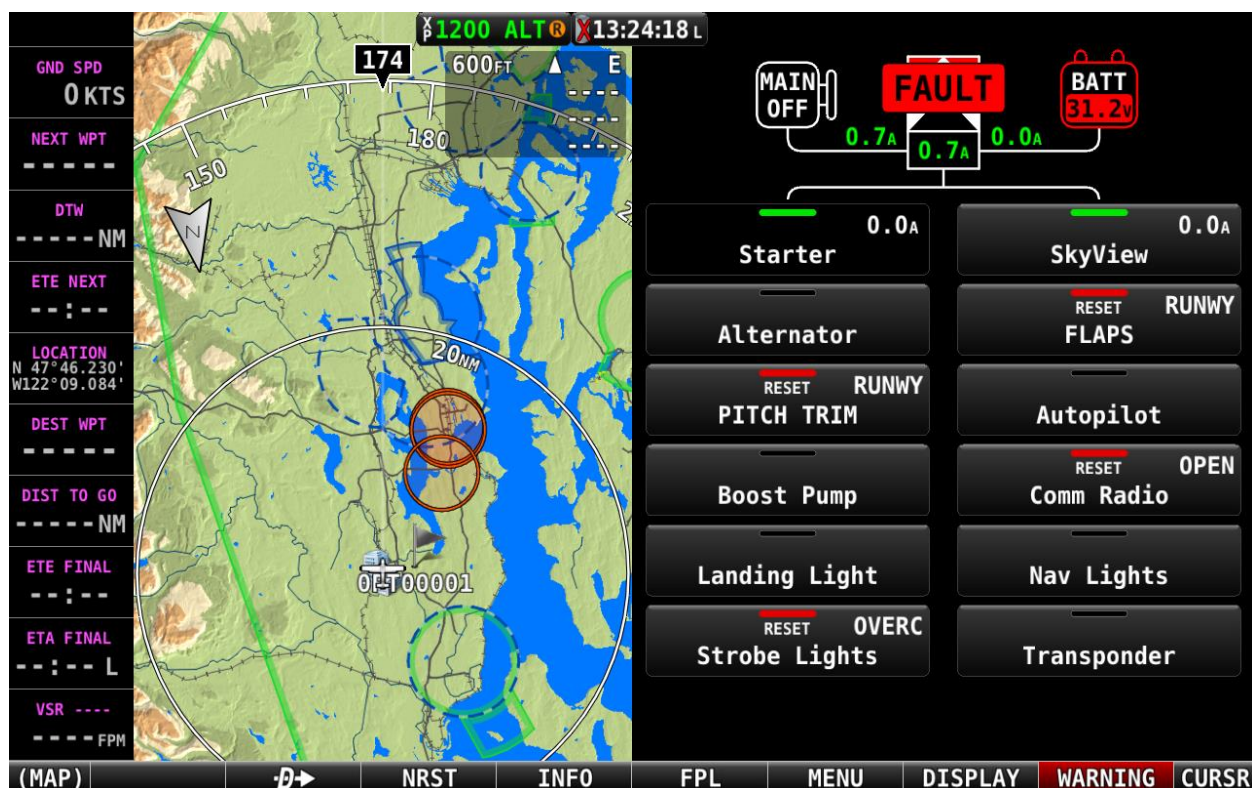 XP 1200 ALT R X 13:24:18 L
GND SPD
0 KTS
NEXT WPT
-----
DTW
-----NM
ETE NEXT
--:--
LOCATION
N 47°46.230'
W122°09.084'
DEST WPT
-----
DIST TO GO
-----NM
ETE FINAL
--:--
ETA FINAL
--:-- L
VSR ----
----FPM
174
600FT E
----
----
----
150
180
N
20NM
0FT00001
MAIN
OFF
FAULT
BATT
31.2V
0.7A
0.7A
0.0A
0.0A
Starter
0.0A
SkyView
Alternator
RESET RUNWY
FLAPS
RESET RUNWY
PITCH TRIM
Autopilot
Boost Pump
RESET OPEN
Comm Radio
Landing Light
Nav Lights
RESET OVERC
Strobe Lights
Transponder
(MAP) D NRST INFO FPL MENU DISPLAY WARNING CURSR